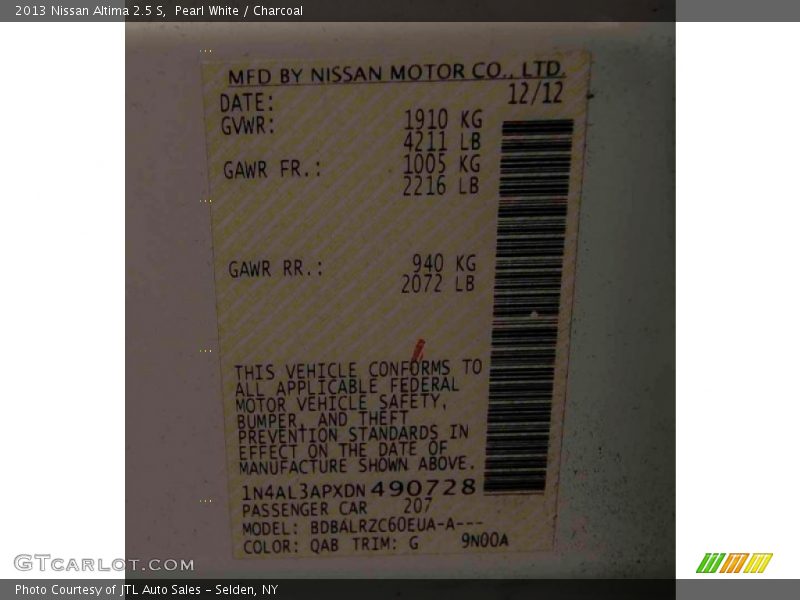 2013 Nissan Altima 2.5 S, Pearl White / Charcoal
MFD BY NISSAN MOTOR CO., LTD.
DATE: 12/12
GVWR: 1910 KG
4211 LB
GAWR FR.: 1005 KG
2216 LB
GAWR RR.: 940 KG
2072 LB
THIS VEHICLE CONFORMS TO
ALL APPLICABLE FEDERAL
MOTOR VEHICLE SAFETY,
BUMPER, AND THEFT
PREVENTION STANDARDS IN
EFFECT ON THE DATE OF
MANUFACTURE SHOWN ABOVE.
1N4AL3APXDN490728
PASSENGER CAR 207
MODEL: BDBALRZC60EUA-A---
COLOR: QAB TRIM: G 9N00A
GTCARLOT.COM
Photo Courtesy of JTL Auto Sales - Selden, NY